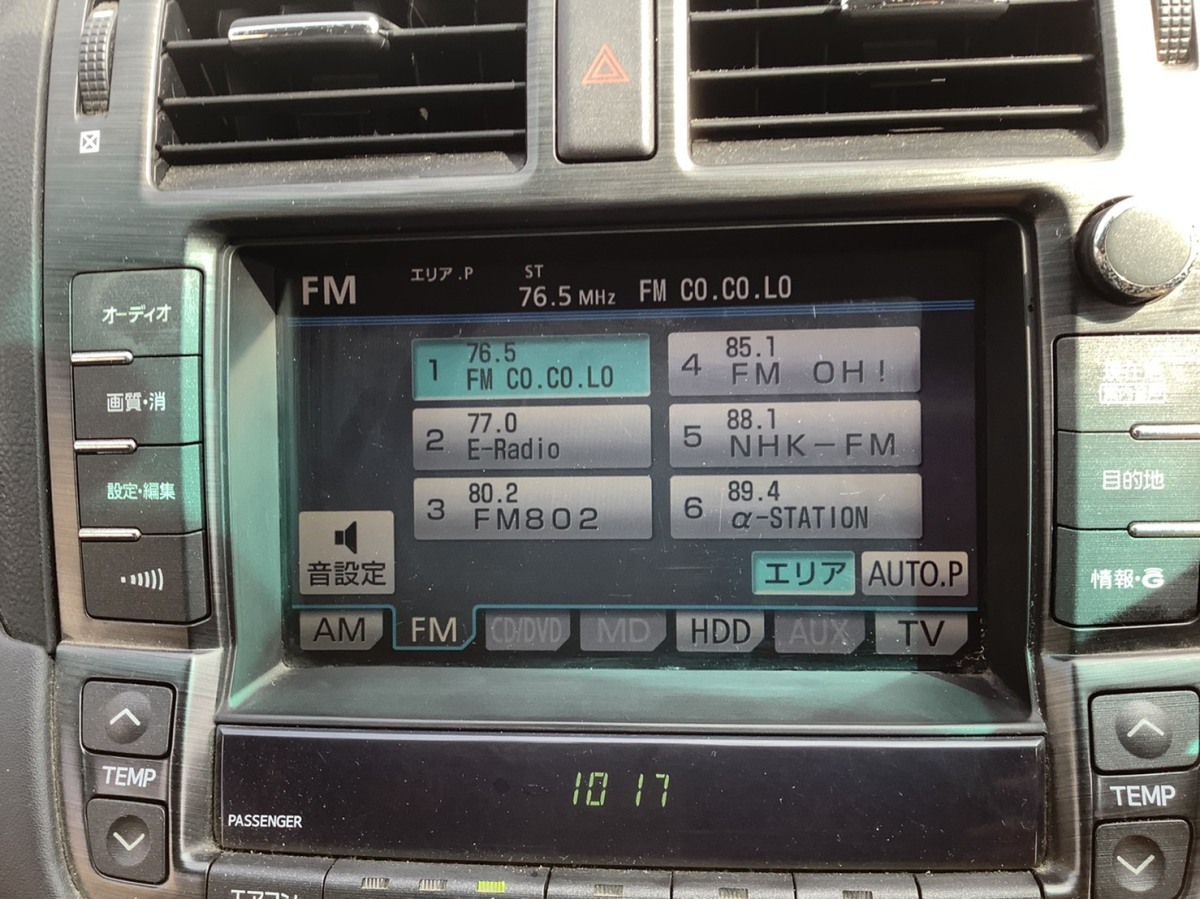 FM
エリア.P
ST
76.5 MHz FM CO.CO.LO
オーディオ
画質・消
設定・編集
1 76.5
FM CO.CO.LO
2 77.0
E-Radio
3 80.2
FM802
4 85.1
FM OH!
5 88.1
NHK-FM
6 89.4
α-STATION
音設定
エリア
AUTO.P
AM
FM
CD/DVD
MD
HDD
AUX
TV
目的地
情報・G
TEMP
TEMP
10 17
PASSENGER
エアコン